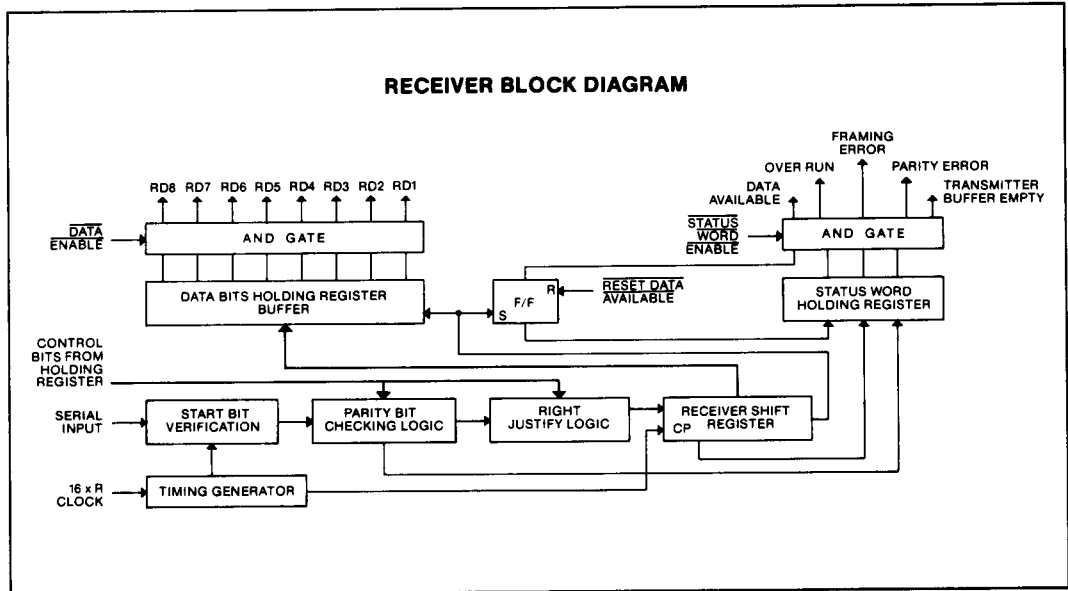 RECEIVER BLOCK DIAGRAM
FRAMING
ERROR
OVER RUN
PARITY ERROR
DATA
AVAILABLE
TRANSMITTER
BUFFER EMPTY
RD8 RD7 RD6 RD5 RD4 RD3 RD2 RD1
DATA
ENABLE
AND GATE
STATUS
WORD
ENABLE
AND GATE
DATA BITS HOLDING REGISTER
BUFFER
R
F/F
S
RESET DATA
AVAILABLE
STATUS WORD
HOLDING REGISTER
CONTROL
BITS FROM
HOLDING
REGISTER
SERIAL
INPUT
START BIT
VERIFICATION
PARITY BIT
CHECKING LOGIC
RIGHT
JUSTIFY LOGIC
RECEIVER SHIFT
REGISTER
CP
16 x R
CLOCK
TIMING GENERATOR